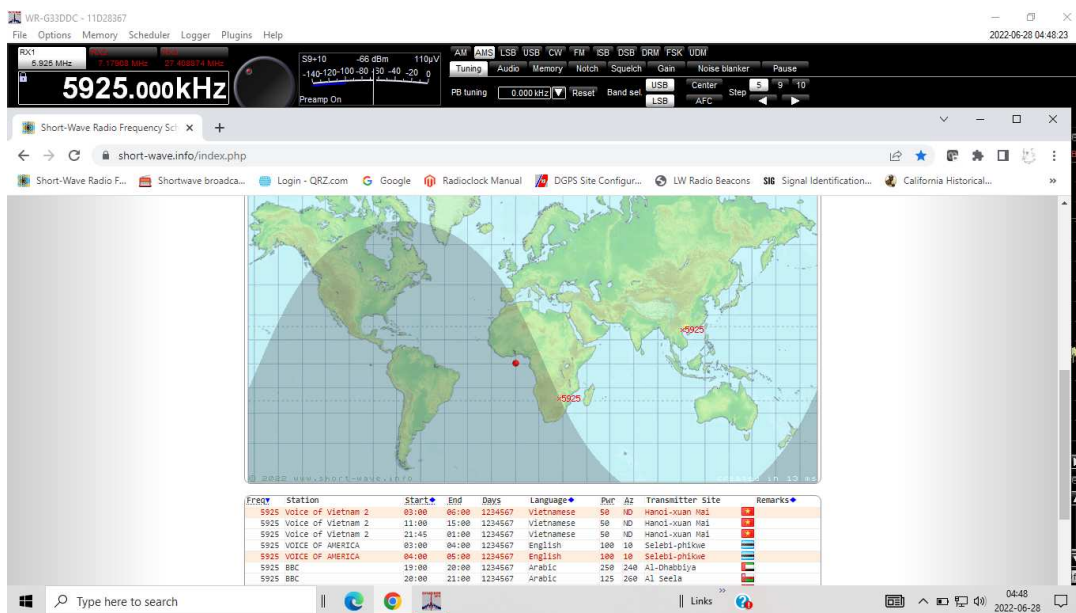 WR-G33DDC - 11D28367
File Options Memory Scheduler Logger Plugins Help 2022-06-28 04:48:23
RX1
5.925 MHz 7.17908 MHz 27.468874 MHz
5925.000kHz
S9+10 -66 dBm 110µV
-140-120-100 -80 -50 -40 -20 0
Preamp On
AM AMS LSB USB CW FM ISB DSB DRM FSK UDM
Tuning Audio Memory Notch Squelch Gain Noise blanker Pause
PB tuning 0.000 kHz Reset Band sel. USB LSB Center AFC Step 5 9 10
Short-Wave Radio Frequency Sch
short-wave.info/index.php
Short-Wave Radio F... Shortwave broadca... Login - QRZ.com Google Radioclock Manual DGPS Site Configur... LW Radio Beacons SIG Signal Identification... California Historical... »
×5925
×5925
© 2022 www.short-wave.info
Freq Station Start End Days Language Pwr Az Transmitter Site Remarks
5925 Voice of Vietnam 2 03:00 06:00 1234567 Vietnamese 50 ND Hanoi-xuan Mai
5925 Voice of Vietnam 2 11:00 15:00 1234567 Vietnamese 50 ND Hanoi-xuan Mai
5925 Voice of Vietnam 2 21:45 01:00 1234567 Vietnamese 50 ND Hanoi-xuan Mai
5925 VOICE OF AMERICA 03:00 04:00 1234567 English 100 10 Selebi-phikwe
5925 VOICE OF AMERICA 04:00 05:00 1234567 English 100 10 Selebi-phikwe
5925 BBC 19:00 20:00 1234567 Arabic 250 240 Al-Dhabbiya
5925 BBC 20:00 21:00 1234567 Arabic 125 260 Al Seela
Type here to search
Links »
04:48
2022-06-28